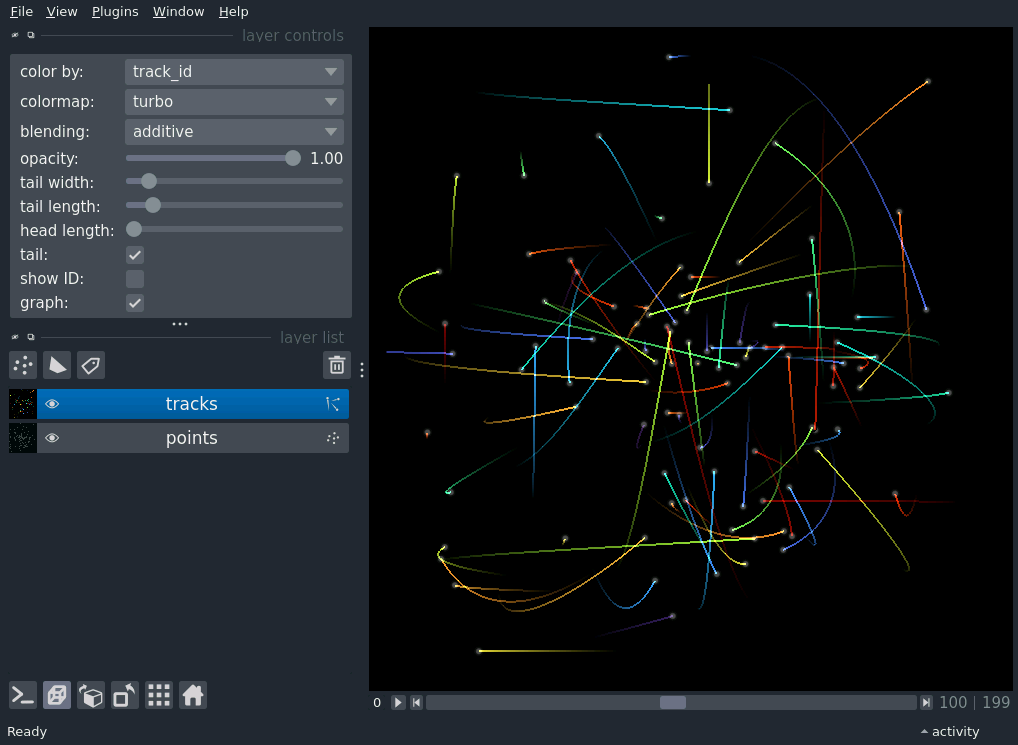 File View Plugins Window Help
layer controls
color by: track_id
colormap: turbo
blending: additive
opacity: 1.00
tail width:
tail length:
head length:
tail:
show ID:
graph:
layer list
tracks
points
0 100 | 199
Ready activity